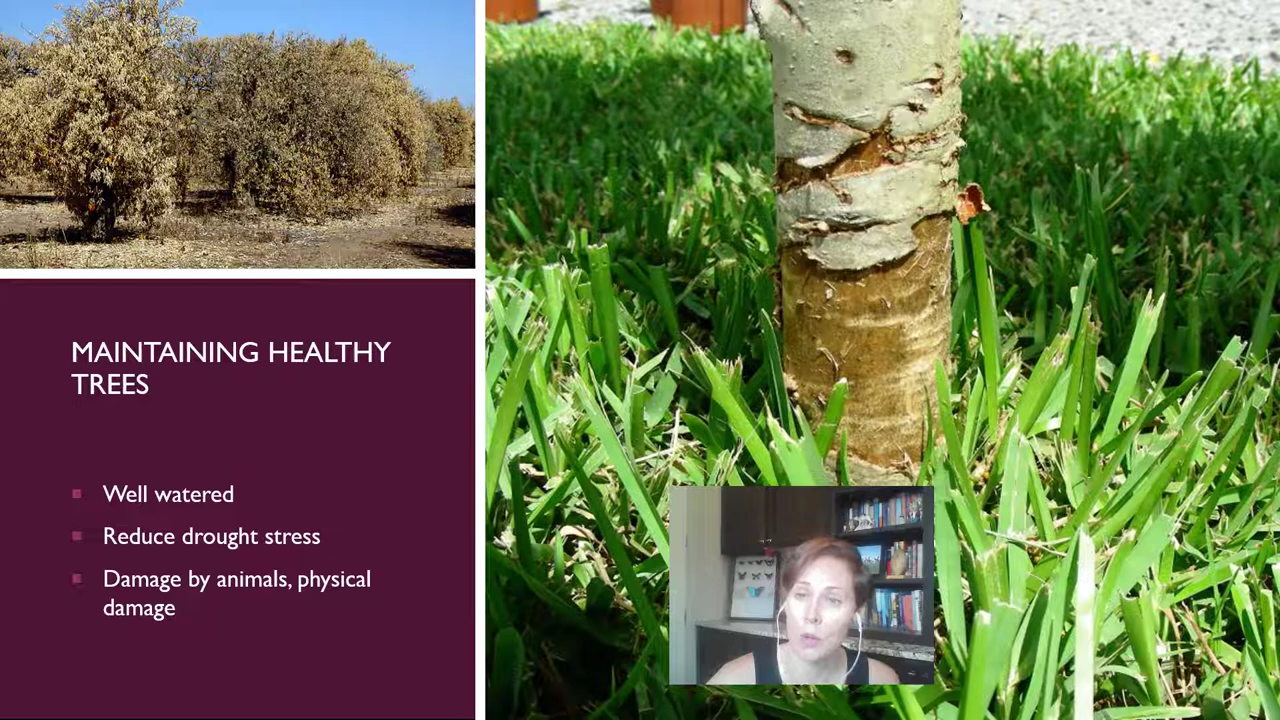 MAINTAINING HEALTHY
TREES
Well watered
Reduce drought stress
Damage by animals, physical
damage